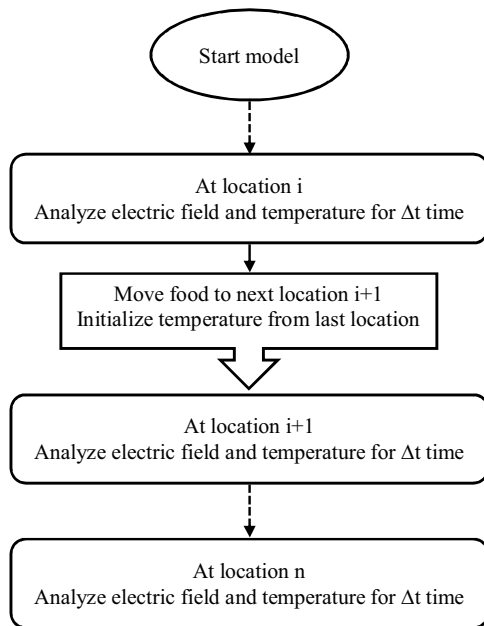 Start model
At location i
Analyze electric field and temperature for Δt time
Move food to next location i+1
Initialize temperature from last location
At location i+1
Analyze electric field and temperature for Δt time
At location n
Analyze electric field and temperature for Δt time